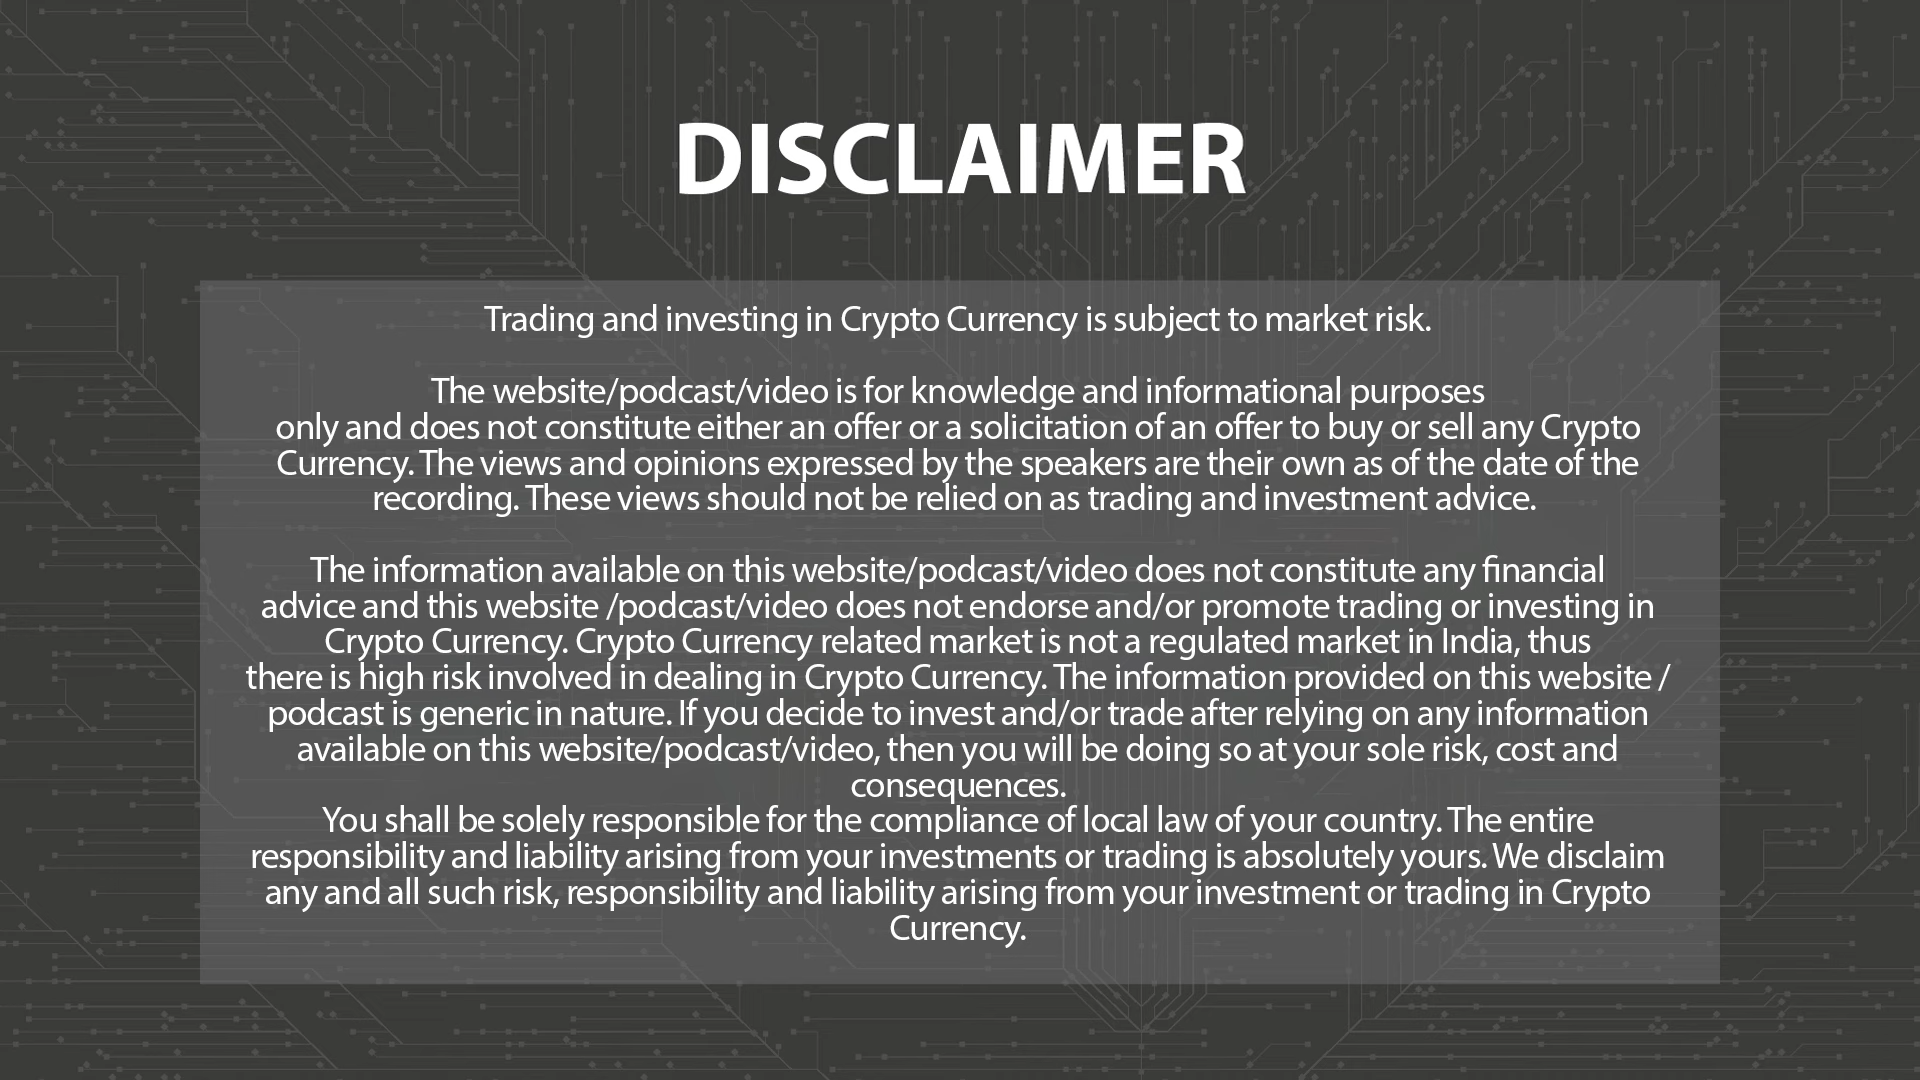 DISCLAIMER
Trading and investing in Crypto Currency is subject to market risk.
The website/podcast/video is for knowledge and informational purposes
only and does not constitute either an offer or a solicitation of an offer to buy or sell any Crypto
Currency. The views and opinions expressed by the speakers are their own as of the date of the
recording. These views should not be relied on as trading and investment advice.
The information available on this website/podcast/video does not constitute any financial
advice and this website /podcast/video does not endorse and/or promote trading or investing in
Crypto Currency. Crypto Currency related market is not a regulated market in India, thus
there is high risk involved in dealing in Crypto Currency. The information provided on this website /
podcast is generic in nature. If you decide to invest and/or trade after relying on any information
available on this website/podcast/video, then you will be doing so at your sole risk, cost and
consequences.
You shall be solely responsible for the compliance of local law of your country. The entire
responsibility and liability arising from your investments or trading is absolutely yours. We disclaim
any and all such risk, responsibility and liability arising from your investment or trading in Crypto
Currency.